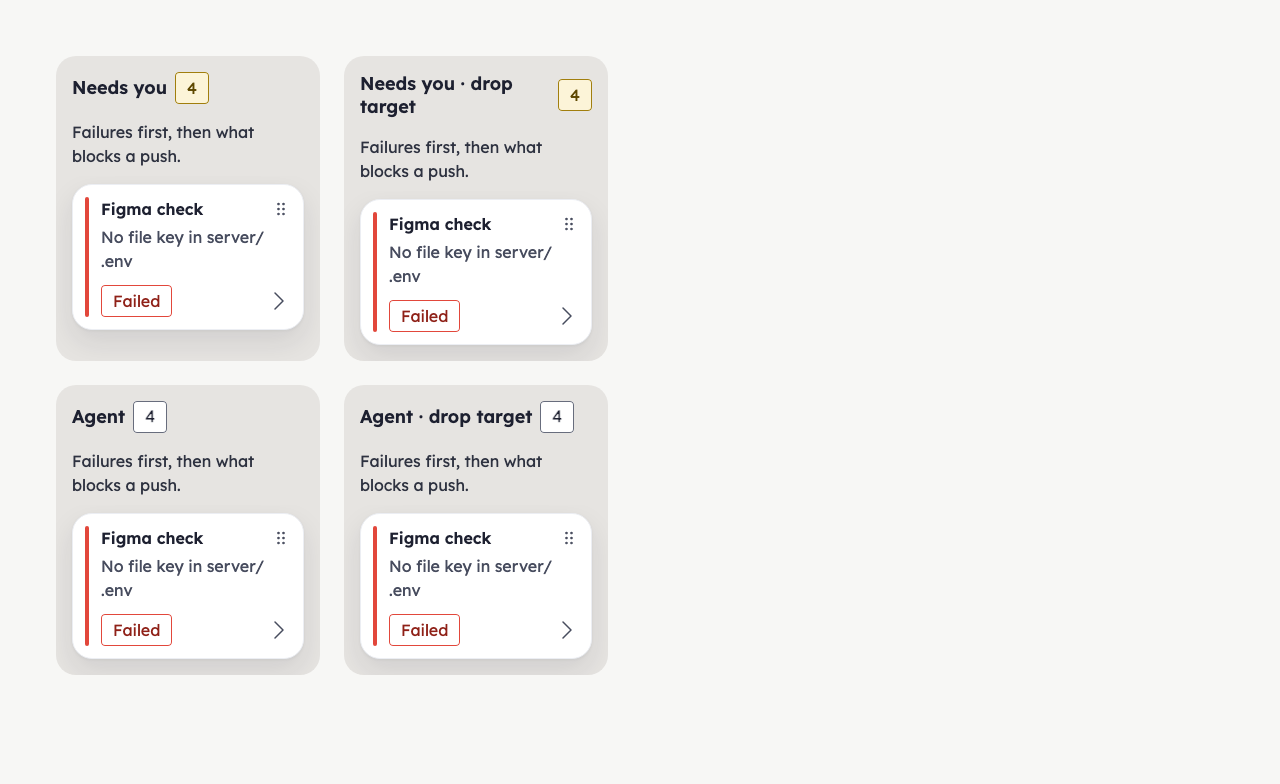 Needs you 4
Failures first, then what
blocks a push.
Figma check
No file key in server/
.env
Failed
Needs you · drop
target
4
Failures first, then what
blocks a push.
Figma check
No file key in server/
.env
Failed
Agent 4
Failures first, then what
blocks a push.
Figma check
No file key in server/
.env
Failed
Agent · drop target 4
Failures first, then what
blocks a push.
Figma check
No file key in server/
.env
Failed